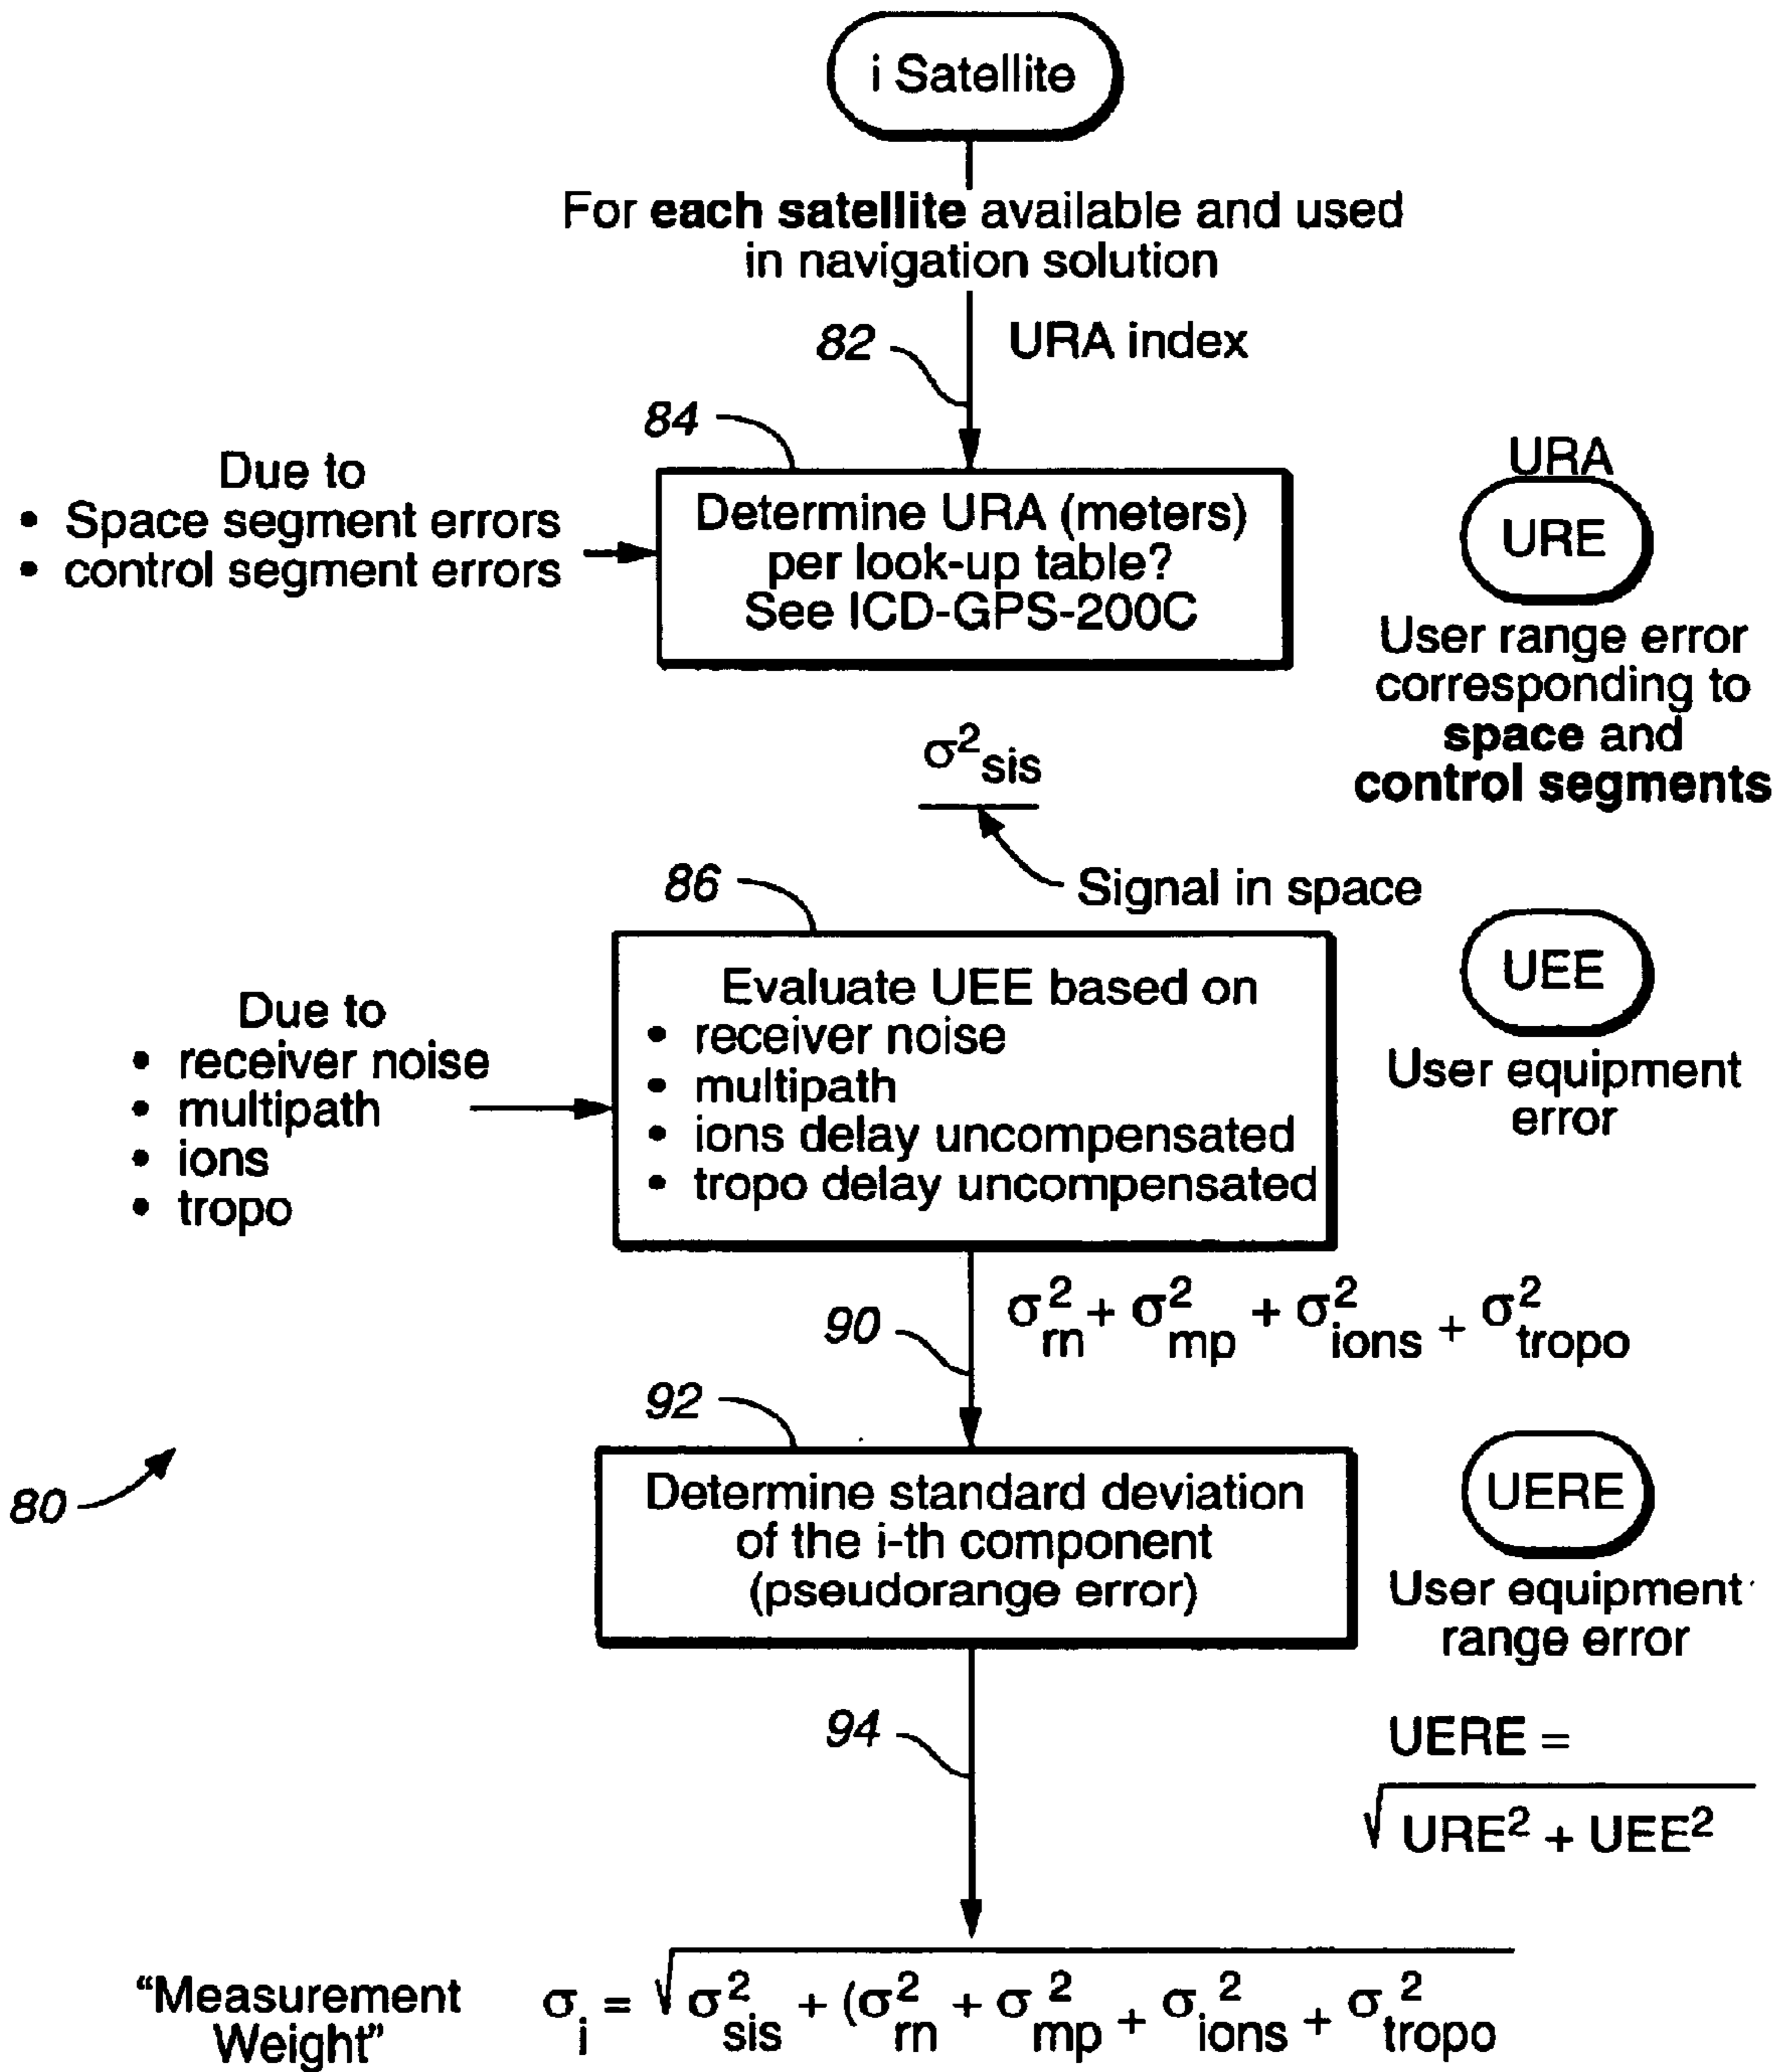 i Satellite
For each satellite available and used
in navigation solution
82
URA index
84
Due to
• Space segment errors
• control segment errors
Determine URA (meters)
per look-up table?
See ICD-GPS-200C
URA
URE
User range error
corresponding to
space and
control segments
σ²sis
Signal in space
86
Due to
• receiver noise
• multipath
• ions
• tropo
Evaluate UEE based on
• receiver noise
• multipath
• ions delay uncompensated
• tropo delay uncompensated
UEE
User equipment
error
90
σ²rn + σ²mp + σ²ions + σ²tropo
92
80
Determine standard deviation
of the i-th component
(pseudorange error)
UERE
User equipment
range error
94
UERE =
√URE² + UEE²
“Measurement
Weight”
σi = √σ²sis + (σ²rn + σ²mp + σ²ions + σ²tropo